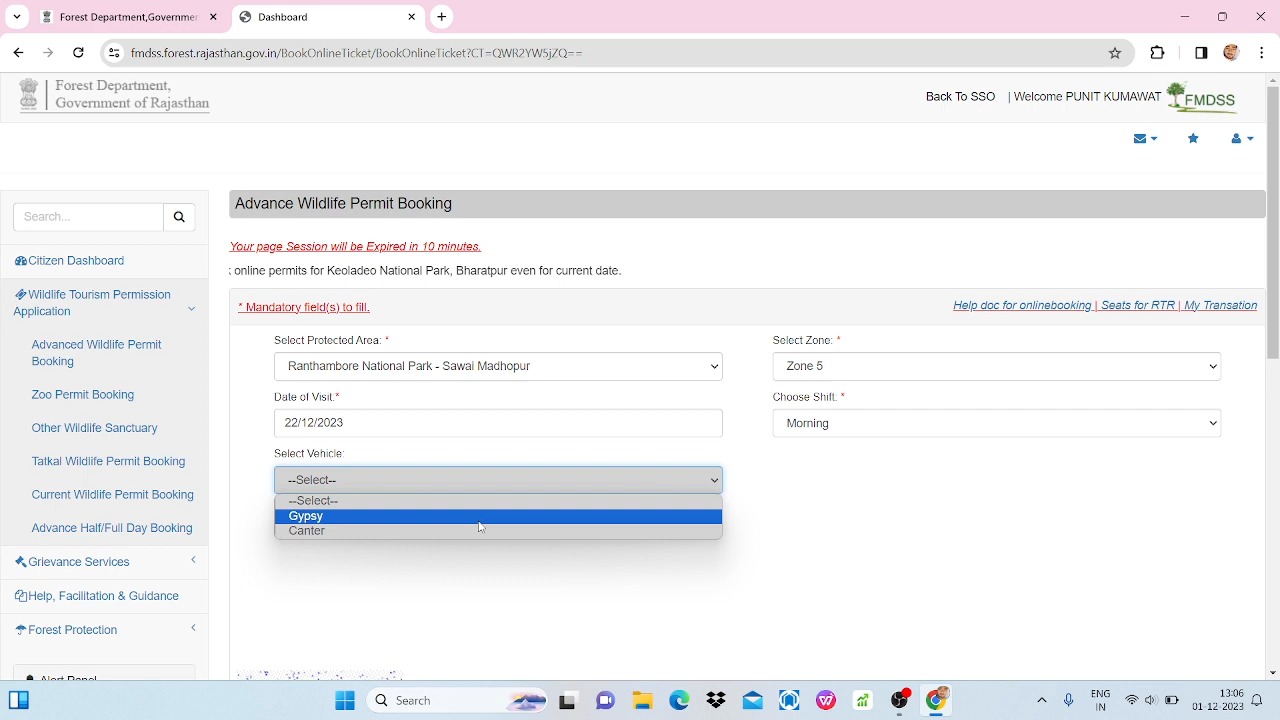 Forest Department,Governmer
Dashboard
fmdss.forest.rajasthan.gov.in/BookOnlineTicket/BookOnlineTicket?CT=QWR2YW5jZQ==
Forest Department,
Government of Rajasthan
Back To SSO | Welcome PUNIT KUMAWAT
FMDSS
Search...
Citizen Dashboard
Wildlife Tourism Permission
Application
Advanced Wildlife Permit
Booking
Zoo Permit Booking
Other Wildlife Sanctuary
Tatkal Wildlife Permit Booking
Current Wildlife Permit Booking
Advance Half/Full Day Booking
Grievance Services
Help, Facilitation & Guidance
Forest Protection
Alert Panel
Advance Wildlife Permit Booking
Your page Session will be Expired in 10 minutes.
online permits for Keoladeo National Park, Bharatpur even for current date.
* Mandatory field(s) to fill.
Help doc for onlinebooking | Seats for RTR | My Transation
Select Protected Area: *
Select Zone: *
Ranthambore National Park - Sawai Madhopur
Zone 5
Date of Visit:*
Choose Shift: *
22/12/2023
Morning
Select Vehicle:
--Select--
--Select--
Gypsy
Canter
Search
ENG
IN
13:06
01-12-2023